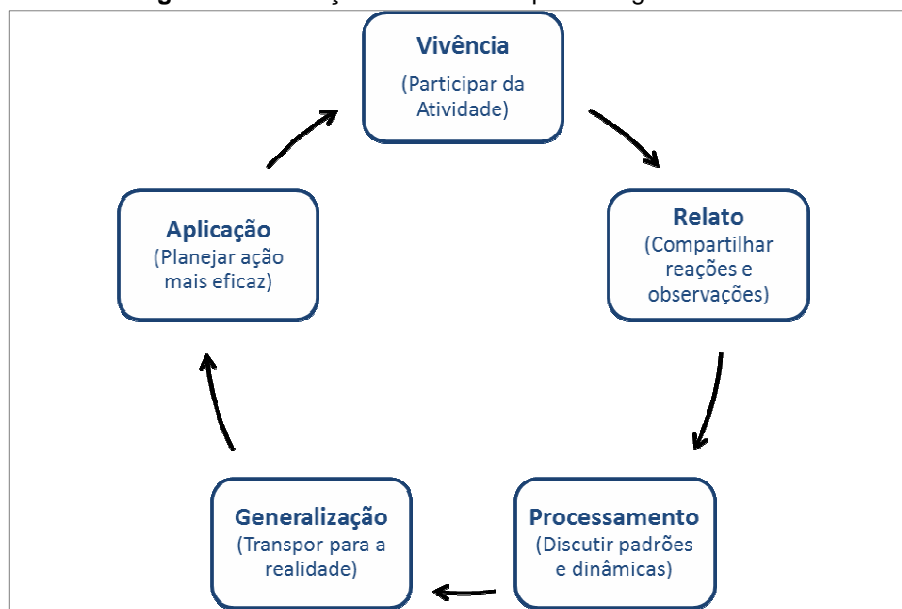 Vivência
(Participar da
Atividade)
Relato
(Compartilhar
reações e
observações)
Processamento
(Discutir padrões
e dinâmicas)
Generalização
(Transpor para a
realidade)
Aplicação
(Planejar ação
mais eficaz)